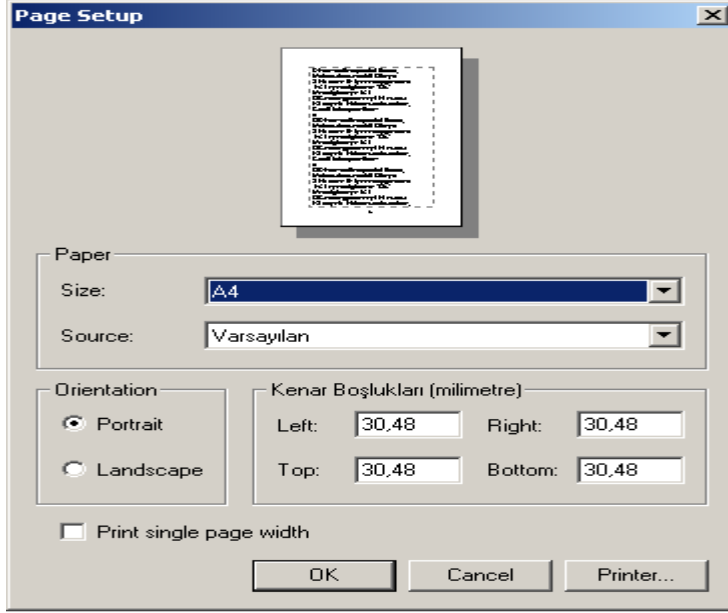 Page Setup
Paper
Size: A4
Source: Varsayılan
Orientation
Portrait
Landscape
Kenar Boşlukları (milimetre)
Left: 30,48 Right: 30,48
Top: 30,48 Bottom: 30,48
Print single page width
OK Cancel Printer...